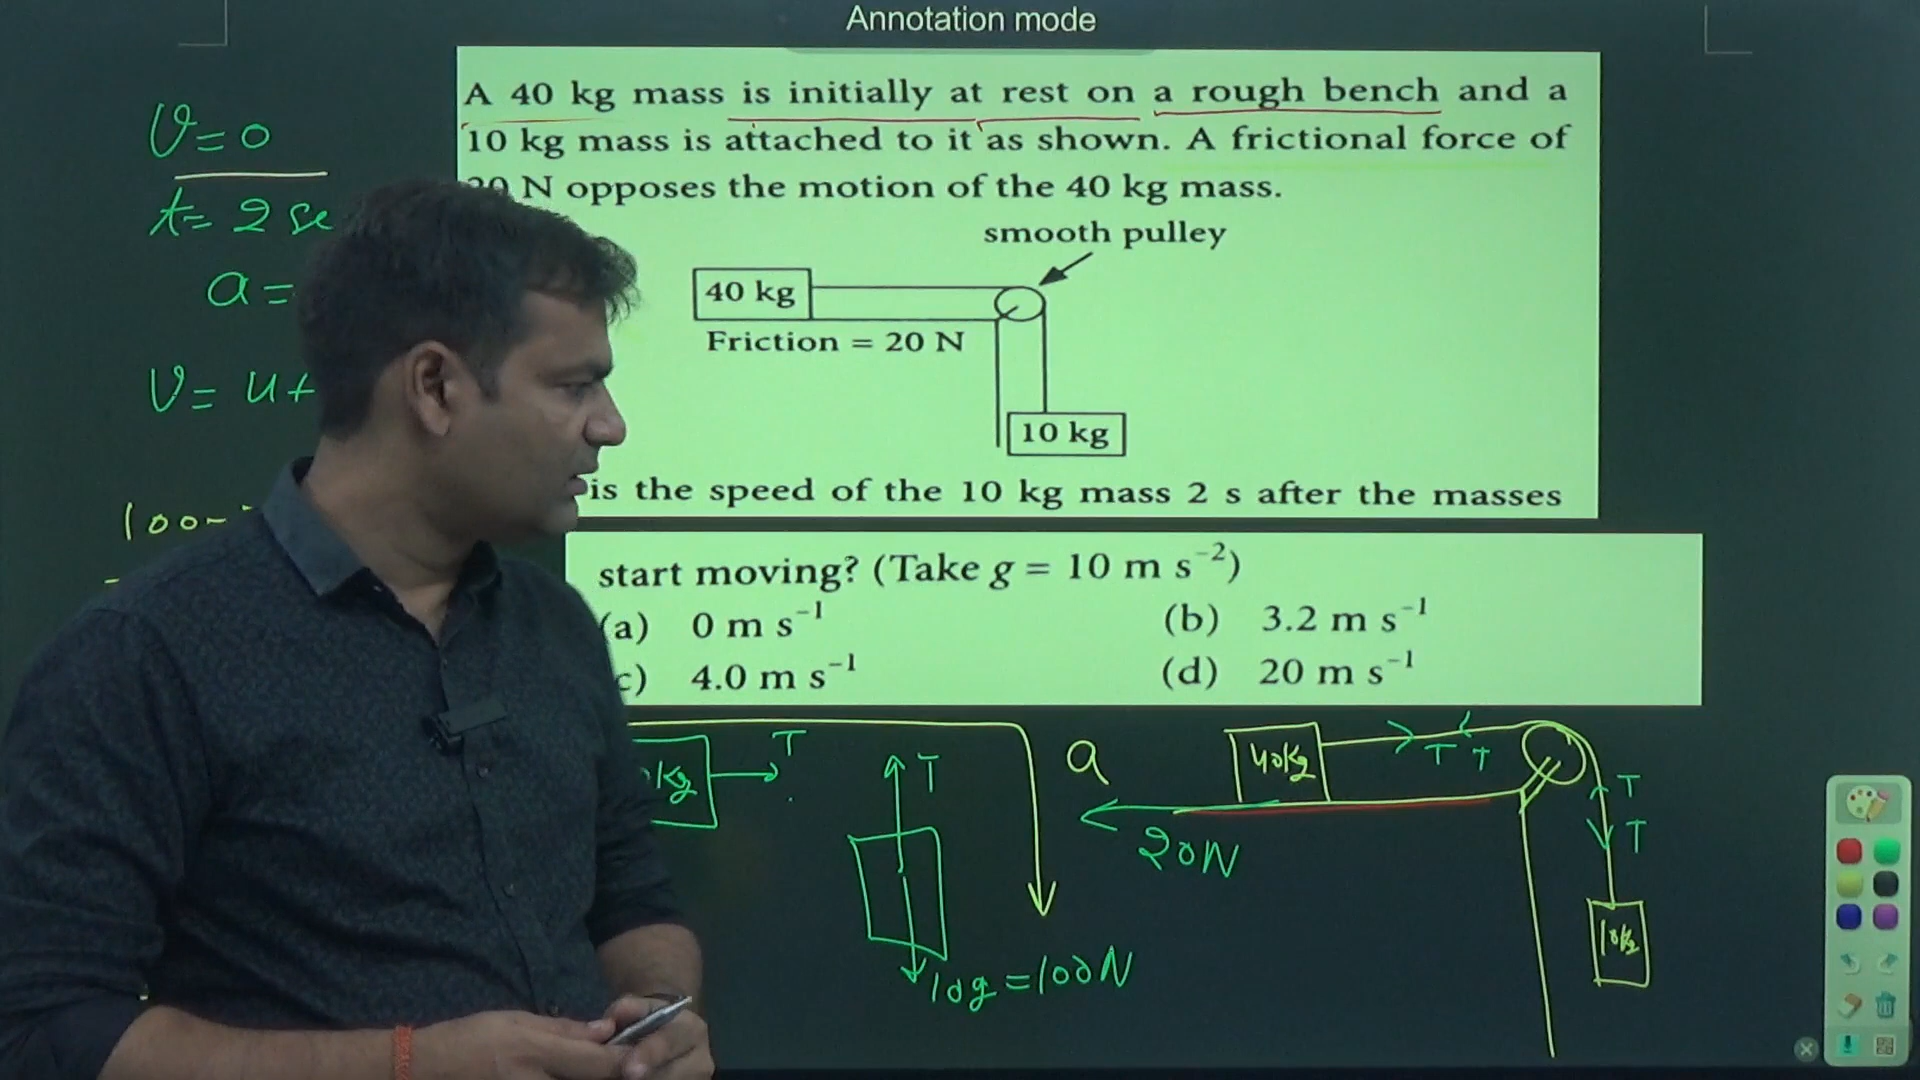 Annotation mode
A 40 kg mass is initially at rest on a rough bench and a
10 kg mass is attached to it as shown. A frictional force of
20 N opposes the motion of the 40 kg mass.
smooth pulley
40 kg
Friction = 20 N
10 kg
is the speed of the 10 kg mass 2 s after the masses
start moving? (Take g = 10 m s⁻²)
(a) 0 m s⁻¹
(b) 3.2 m s⁻¹
c) 4.0 m s⁻¹
(d) 20 m s⁻¹
t= 2 se
a=
V= u+
100-
kg
T
T
10g =100N
a
40kg
T T
T
T
20N
10kg